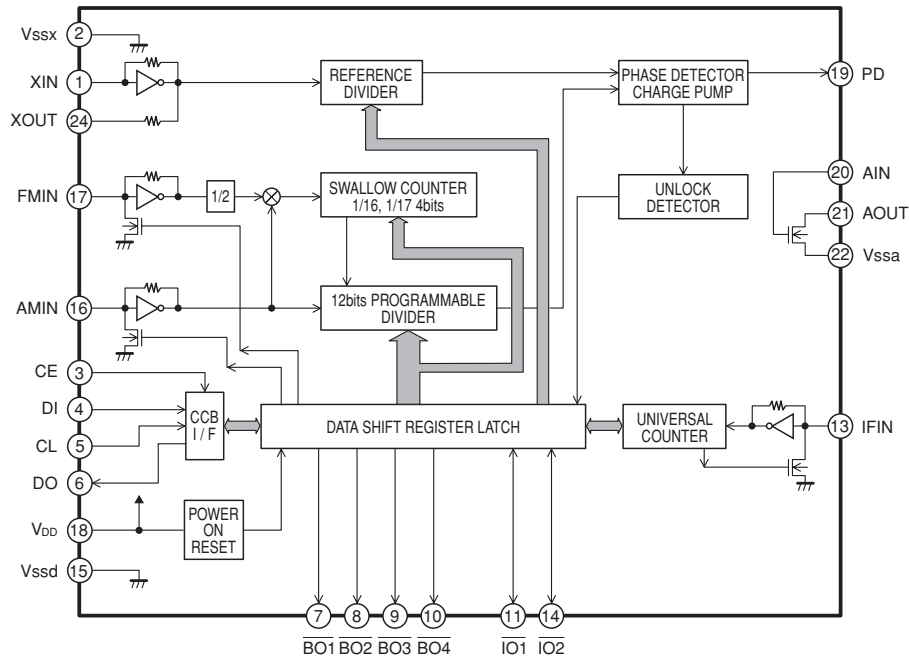 Vssx 2
XIN 1
XOUT 24
REFERENCE
DIVIDER
PHASE DETECTOR
CHARGE PUMP
19 PD
FMIN 17
1/2
SWALLOW COUNTER
1/16, 1/17 4bits
UNLOCK
DETECTOR
20 AIN
21 AOUT
22 Vssa
AMIN 16
12bits PROGRAMMABLE
DIVIDER
CE 3
DI 4
CL 5
DO 6
CCB
I / F
DATA SHIFT REGISTER LATCH
UNIVERSAL
COUNTER
13 IFIN
VDD 18
POWER
ON
RESET
Vssd 15
7 8 9 10 11 14
BO1 BO2 BO3 BO4 IO1 IO2